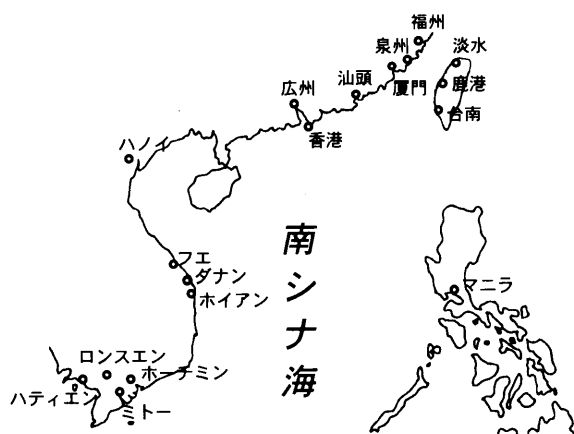 福州
泉州
淡水
厦門
鹿港
台南
汕頭
広州
香港
ハノイ
南シナ海
フエ
ダナン
ホイアン
マニラ
ロンスエン
ホーチミン
ハティエン
ミトー